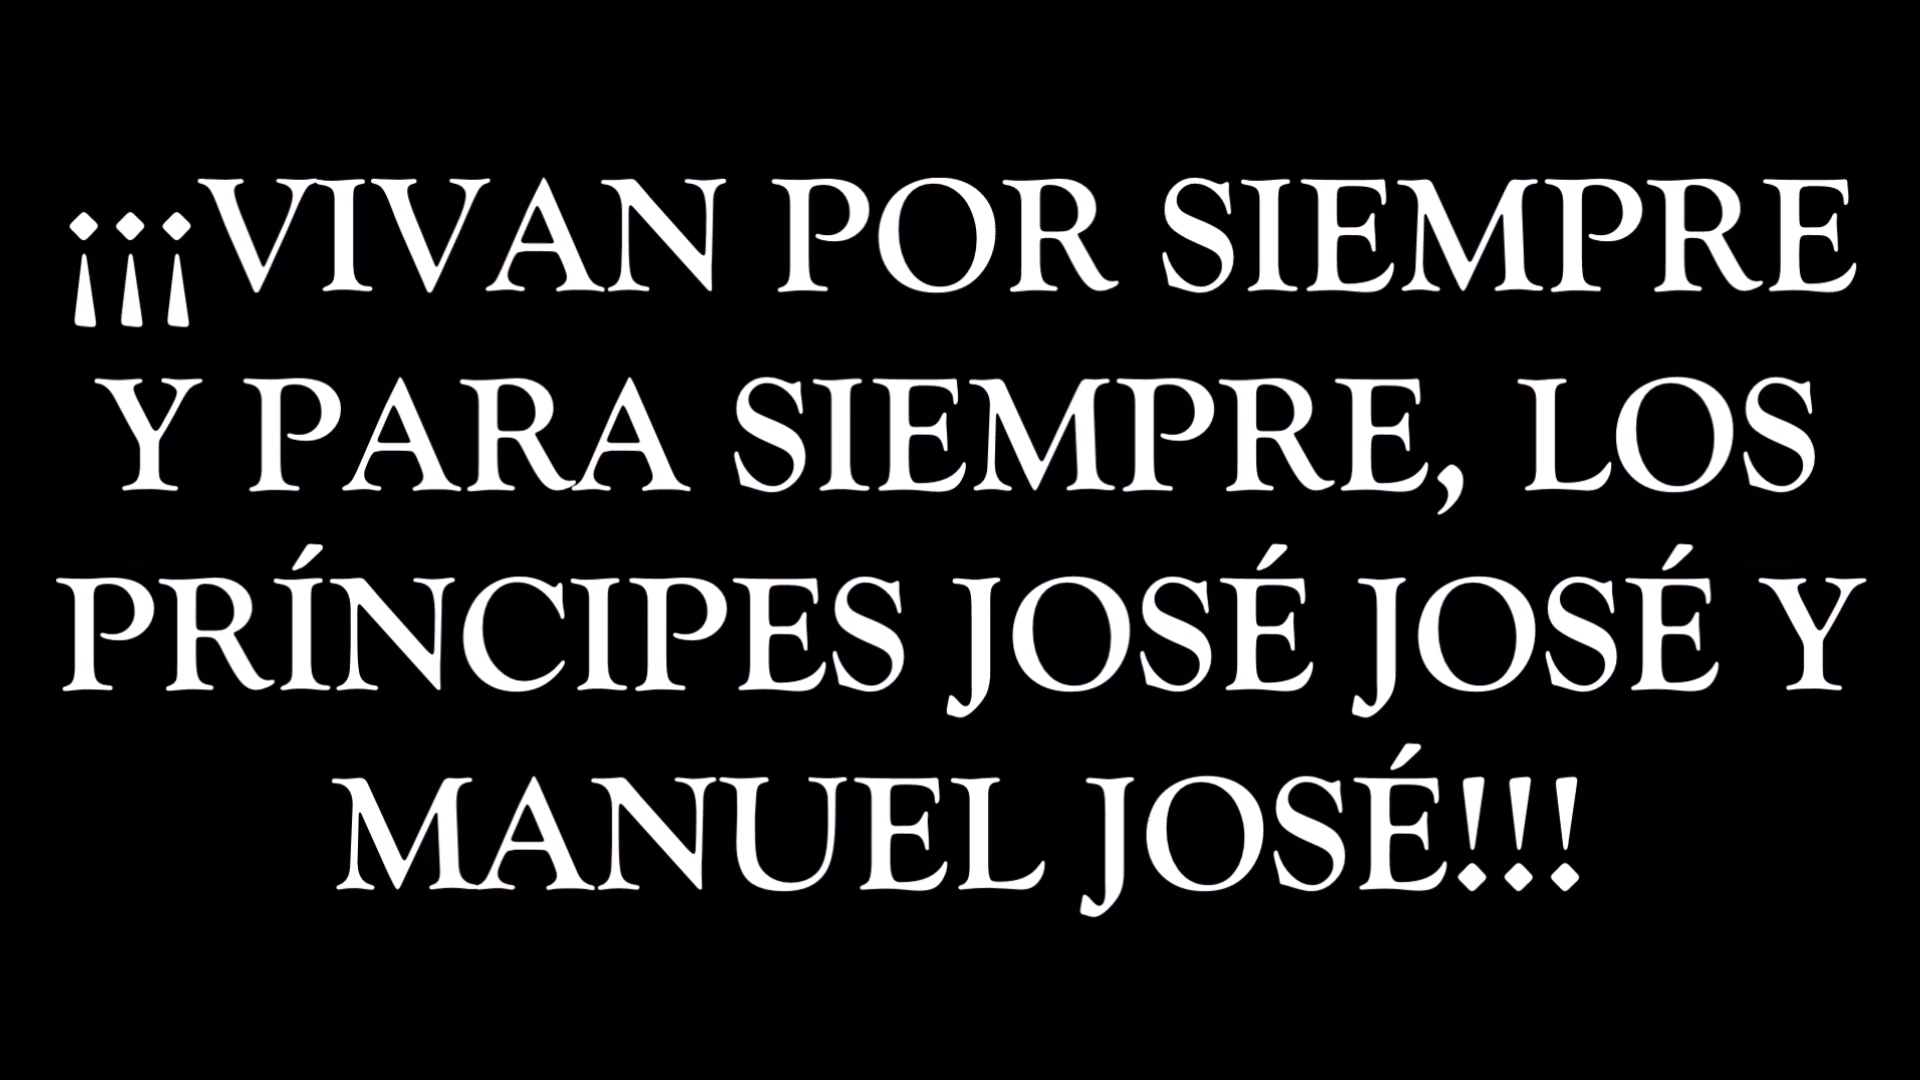 ¡¡¡VIVAN POR SIEMPRE
Y PARA SIEMPRE, LOS
PRÍNCIPES JOSÉ JOSÉ Y
MANUEL JOSÉ!!!